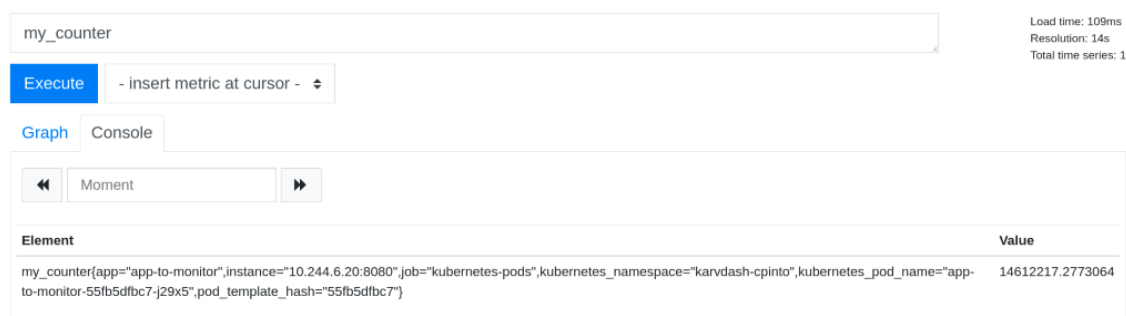 my_counter
Load time: 109ms
Resolution: 14s
Total time series: 1
Execute
- insert metric at cursor -
Graph
Console
Moment
Element
Value
my_counter{app="app-to-monitor",instance="10.244.6.20:8080",job="kubernetes-pods",kubernetes_namespace="karvdash-cpinto",kubernetes_pod_name="app-
to-monitor-55fb5dfbc7-j29x5",pod_template_hash="55fb5dfbc7"}
14612217.2773064